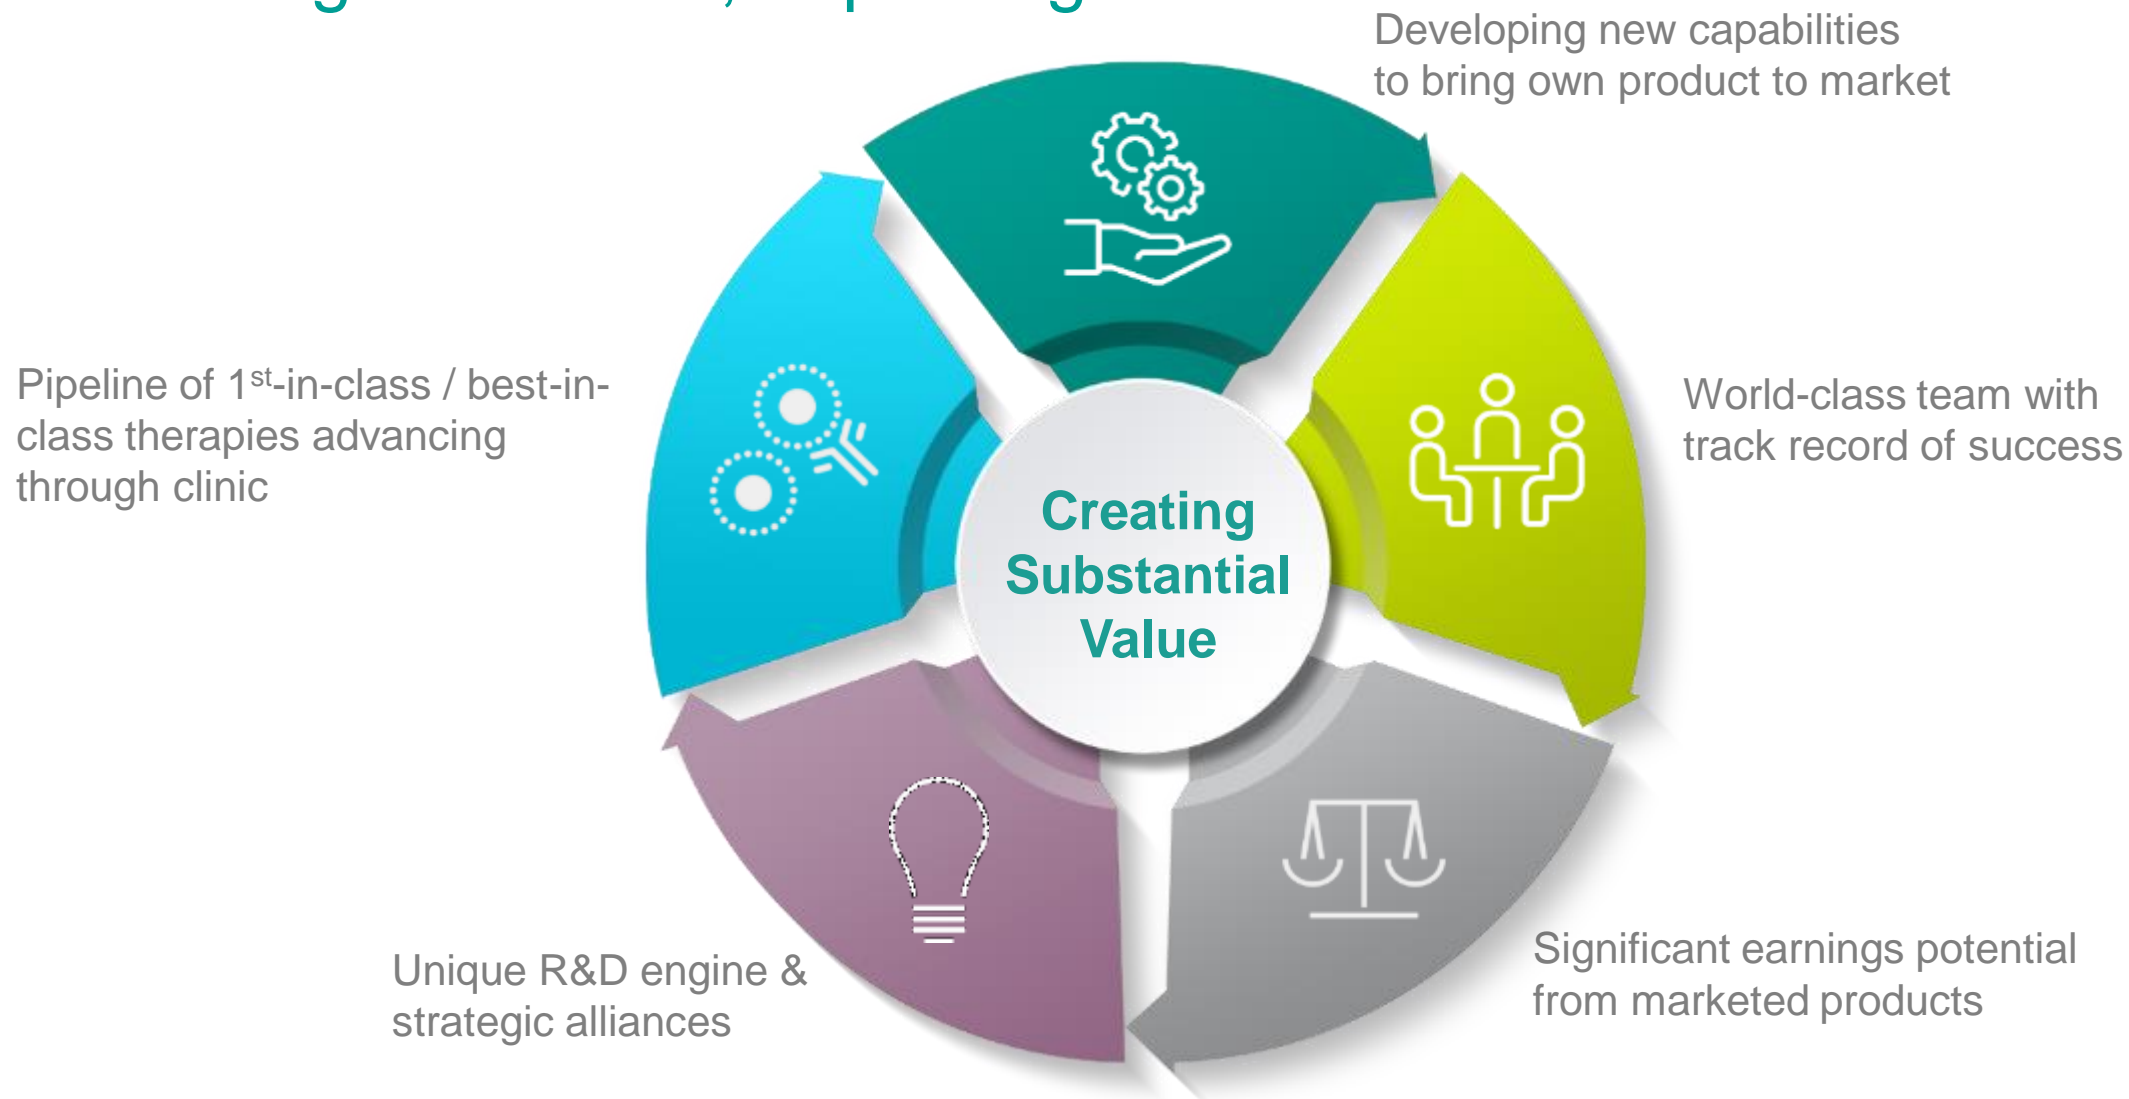 Developing new capabilities
to bring own product to market
Pipeline of 1st-in-class / best-in-
class therapies advancing
through clinic
World-class team with
track record of success
Creating
Substantial
Value
Unique R&D engine &
strategic alliances
Significant earnings potential
from marketed products